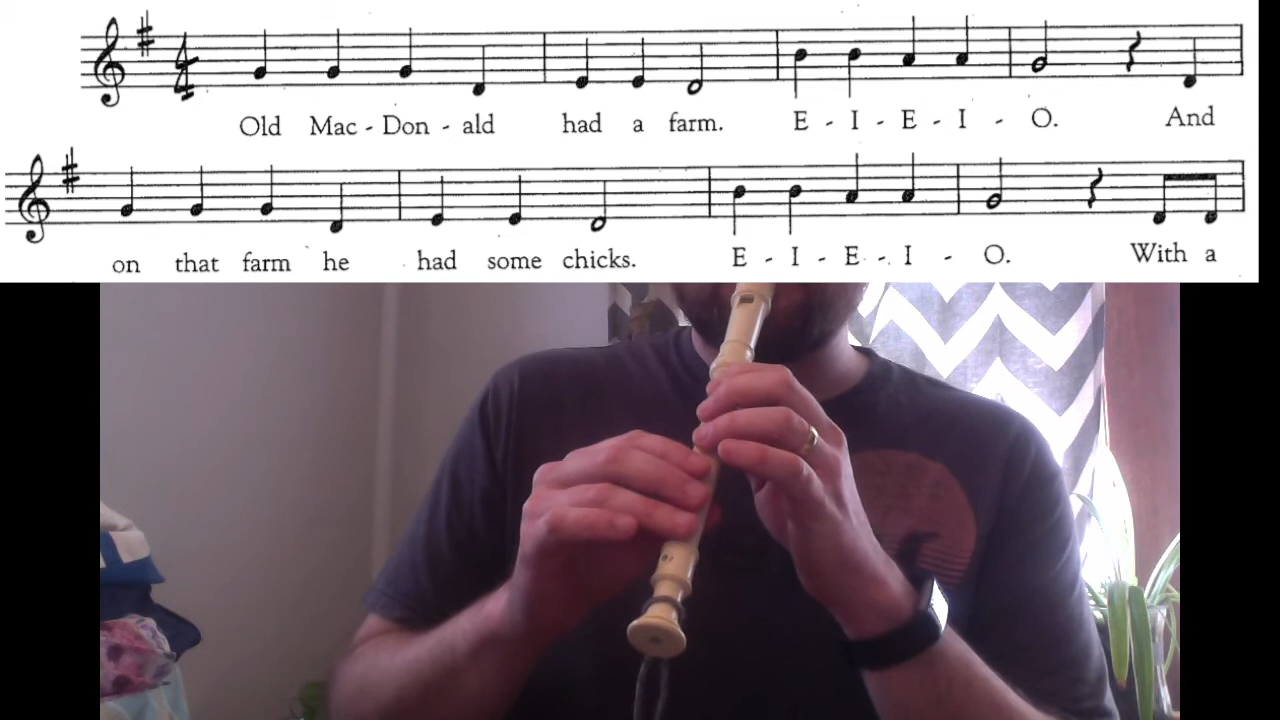 Old Mac - Don - ald had a farm. E - I - E - I - O. And
on that farm he had some chicks. E - I - E - I - O. With a